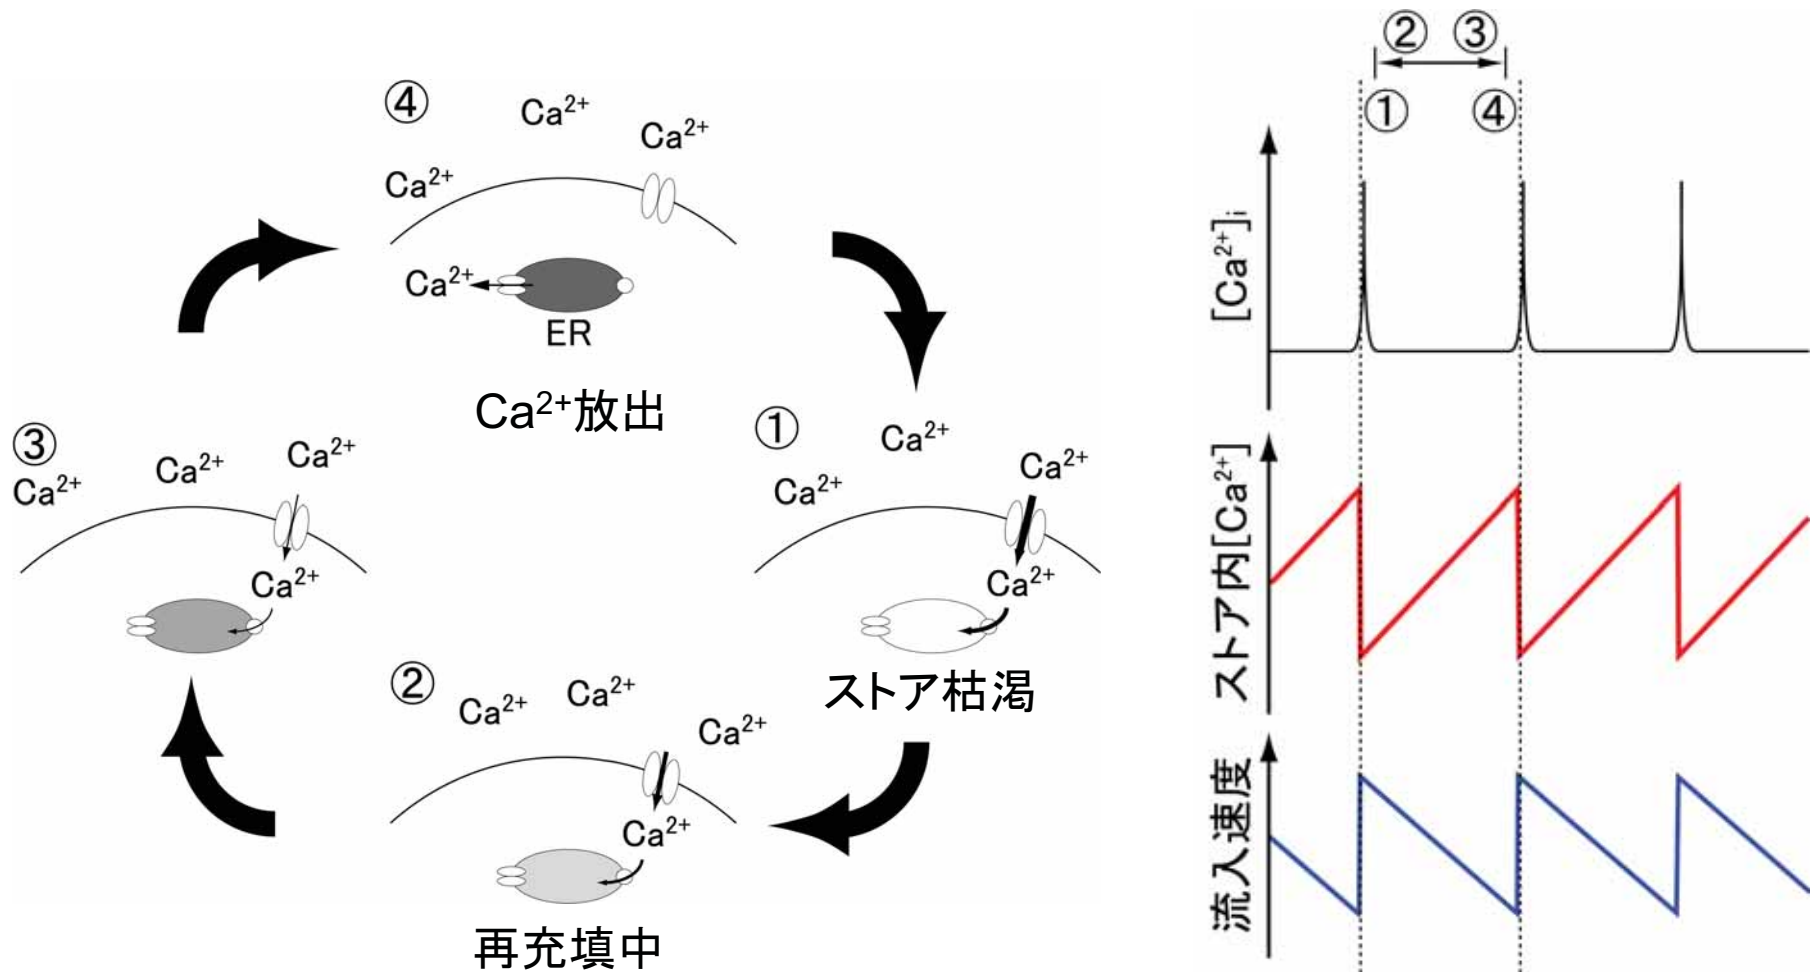 ④
Ca²⁺
Ca²⁺
Ca²⁺
Ca²⁺
ER
Ca²⁺放出
①
Ca²⁺
Ca²⁺
Ca²⁺
Ca²⁺
ストア枯渇
②
Ca²⁺
Ca²⁺
Ca²⁺
Ca²⁺
再充填中
③
Ca²⁺
Ca²⁺
Ca²⁺
Ca²⁺
② ③
① ④
[Ca²⁺]i
ストア内[Ca²⁺]
流入速度